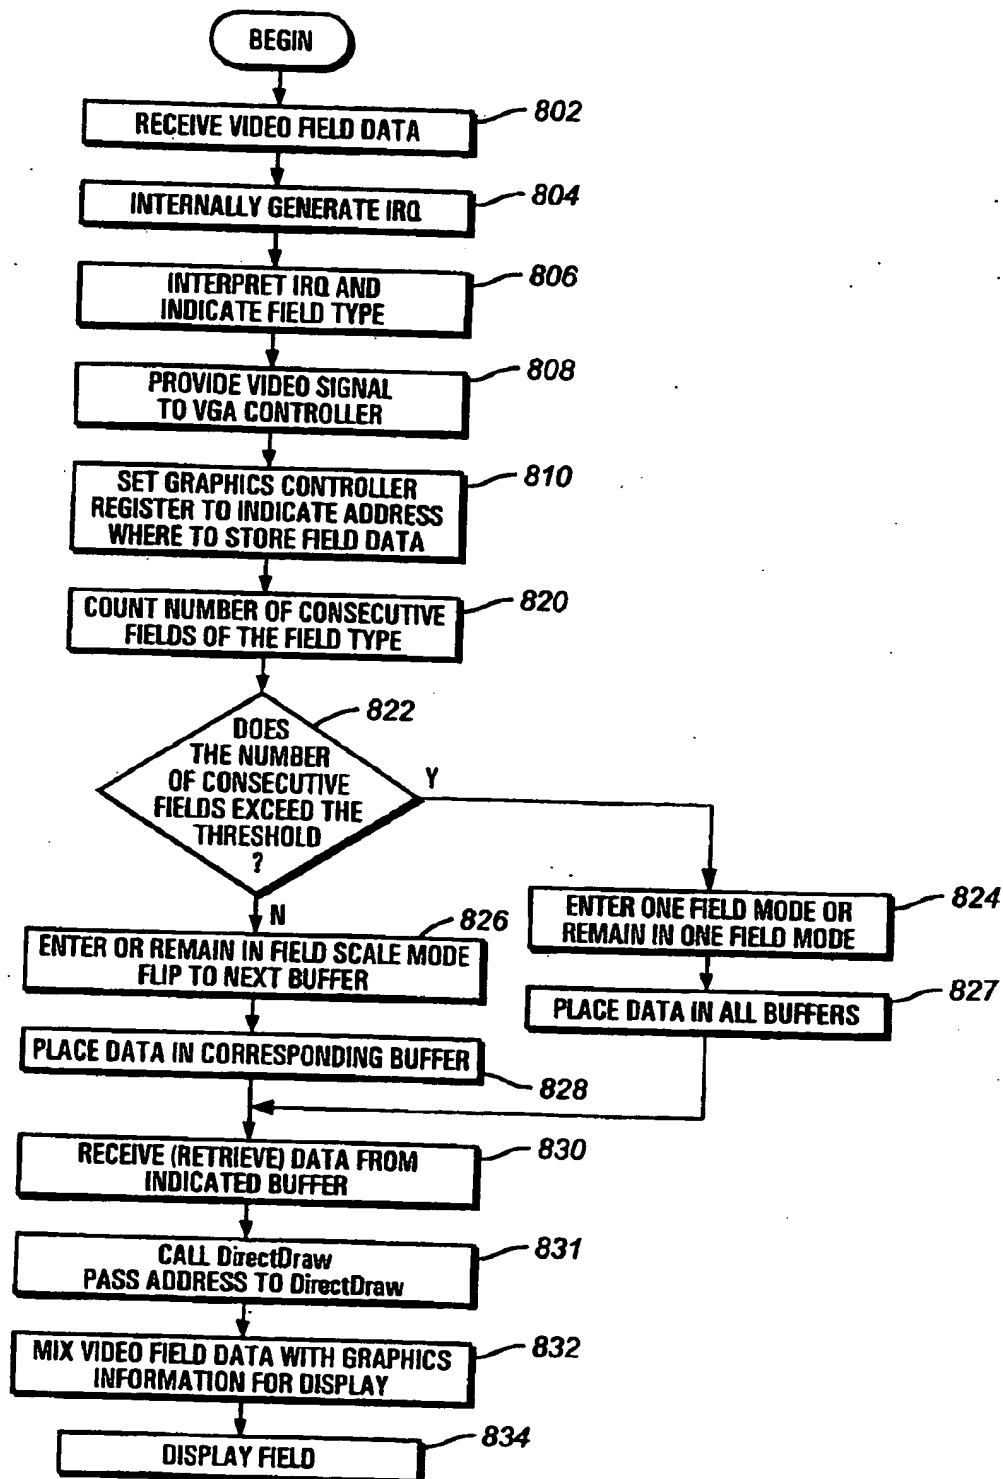 BEGIN
RECEIVE VIDEO FIELD DATA
802
INTERNALLY GENERATE IRQ
804
INTERPRET IRQ AND
INDICATE FIELD TYPE
806
PROVIDE VIDEO SIGNAL
TO VGA CONTROLLER
808
SET GRAPHICS CONTROLLER
REGISTER TO INDICATE ADDRESS
WHERE TO STORE FIELD DATA
810
COUNT NUMBER OF CONSECUTIVE
FIELDS OF THE FIELD TYPE
820
DOES
THE NUMBER
OF CONSECUTIVE
FIELDS EXCEED THE
THRESHOLD
?
822
Y
N
ENTER ONE FIELD MODE OR
REMAIN IN ONE FIELD MODE
824
ENTER OR REMAIN IN FIELD SCALE MODE
FLIP TO NEXT BUFFER
826
PLACE DATA IN ALL BUFFERS
827
PLACE DATA IN CORRESPONDING BUFFER
828
RECEIVE (RETRIEVE) DATA FROM
INDICATED BUFFER
830
CALL DirectDraw
PASS ADDRESS TO DirectDraw
831
MIX VIDEO FIELD DATA WITH GRAPHICS
INFORMATION FOR DISPLAY
832
DISPLAY FIELD
834